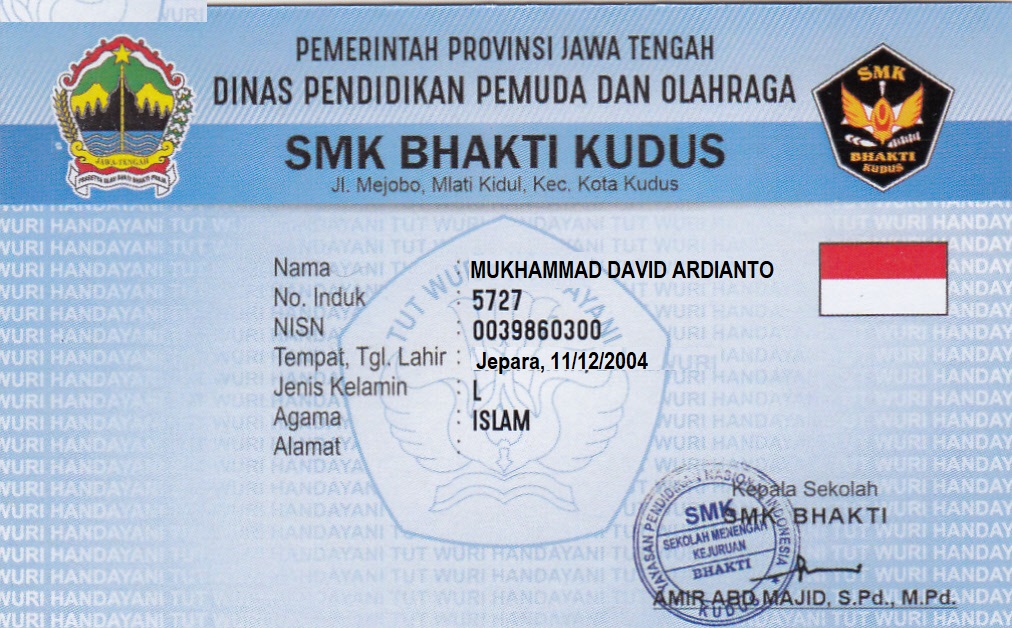 PEMERINTAH PROVINSI JAWA TENGAH
DINAS PENDIDIKAN PEMUDA DAN OLAHRAGA
SMK BHAKTI KUDUS
Jl. Mejobo, Mlati Kidul, Kec. Kota Kudus
JAWA-TENGAH
SMK
BHAKTI
KUDUS
TUT WURI HANDAYANI
Nama : MUKHAMMAD DAVID ARDIANTO
No. Induk : 5727
NISN : 0039860300
Tempat, Tgl. Lahir : Jepara, 11/12/2004
Jenis Kelamin : L
Agama : ISLAM
Alamat :
Kepala Sekolah
SMK BHAKTI
YAYASAN PENDIDIKAN NASIONAL INDONESIA
SMK
SEKOLAH MENENGAH
KEJURUAN
BHAKTI
KUDUS
AMIR ABD MAJID, S.Pd., M.Pd.